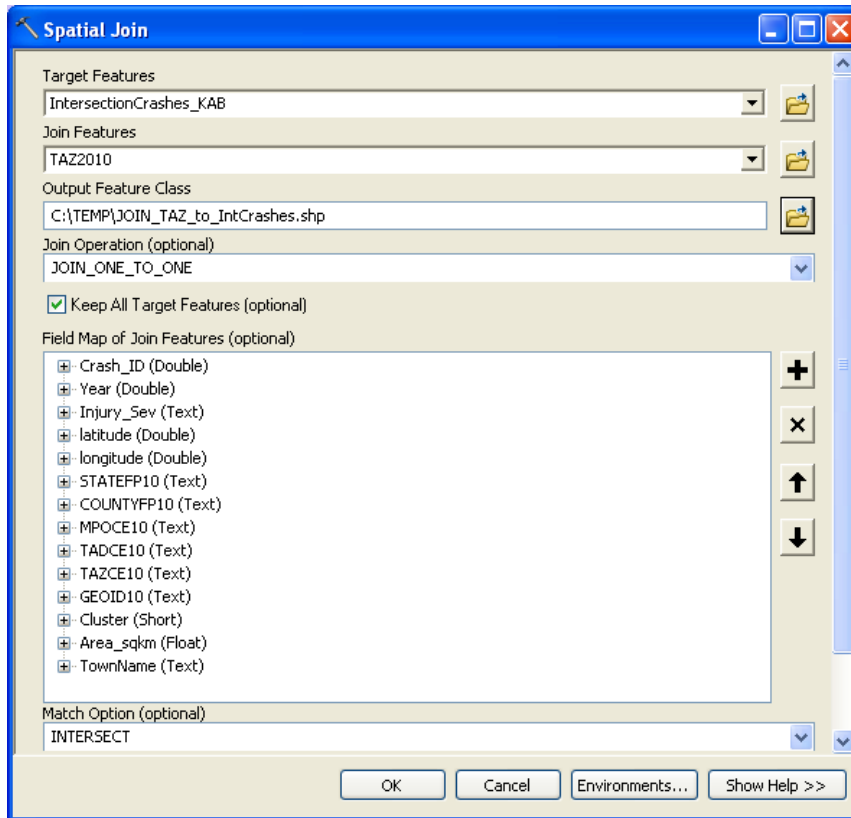 Spatial Join
Target Features
IntersectionCrashes_KAB
Join Features
TAZ2010
Output Feature Class
C:\TEMP\JOIN_TAZ_to_IntCrashes.shp
Join Operation (optional)
JOIN_ONE_TO_ONE
Keep All Target Features (optional)
Field Map of Join Features (optional)
Crash_ID (Double)
Year (Double)
Injury_Sev (Text)
latitude (Double)
longitude (Double)
STATEFP10 (Text)
COUNTYFP10 (Text)
MPOCE10 (Text)
TADCE10 (Text)
TAZCE10 (Text)
GEOID10 (Text)
Cluster (Short)
Area_sqkm (Float)
TownName (Text)
Match Option (optional)
INTERSECT
OK Cancel Environments... Show Help >>